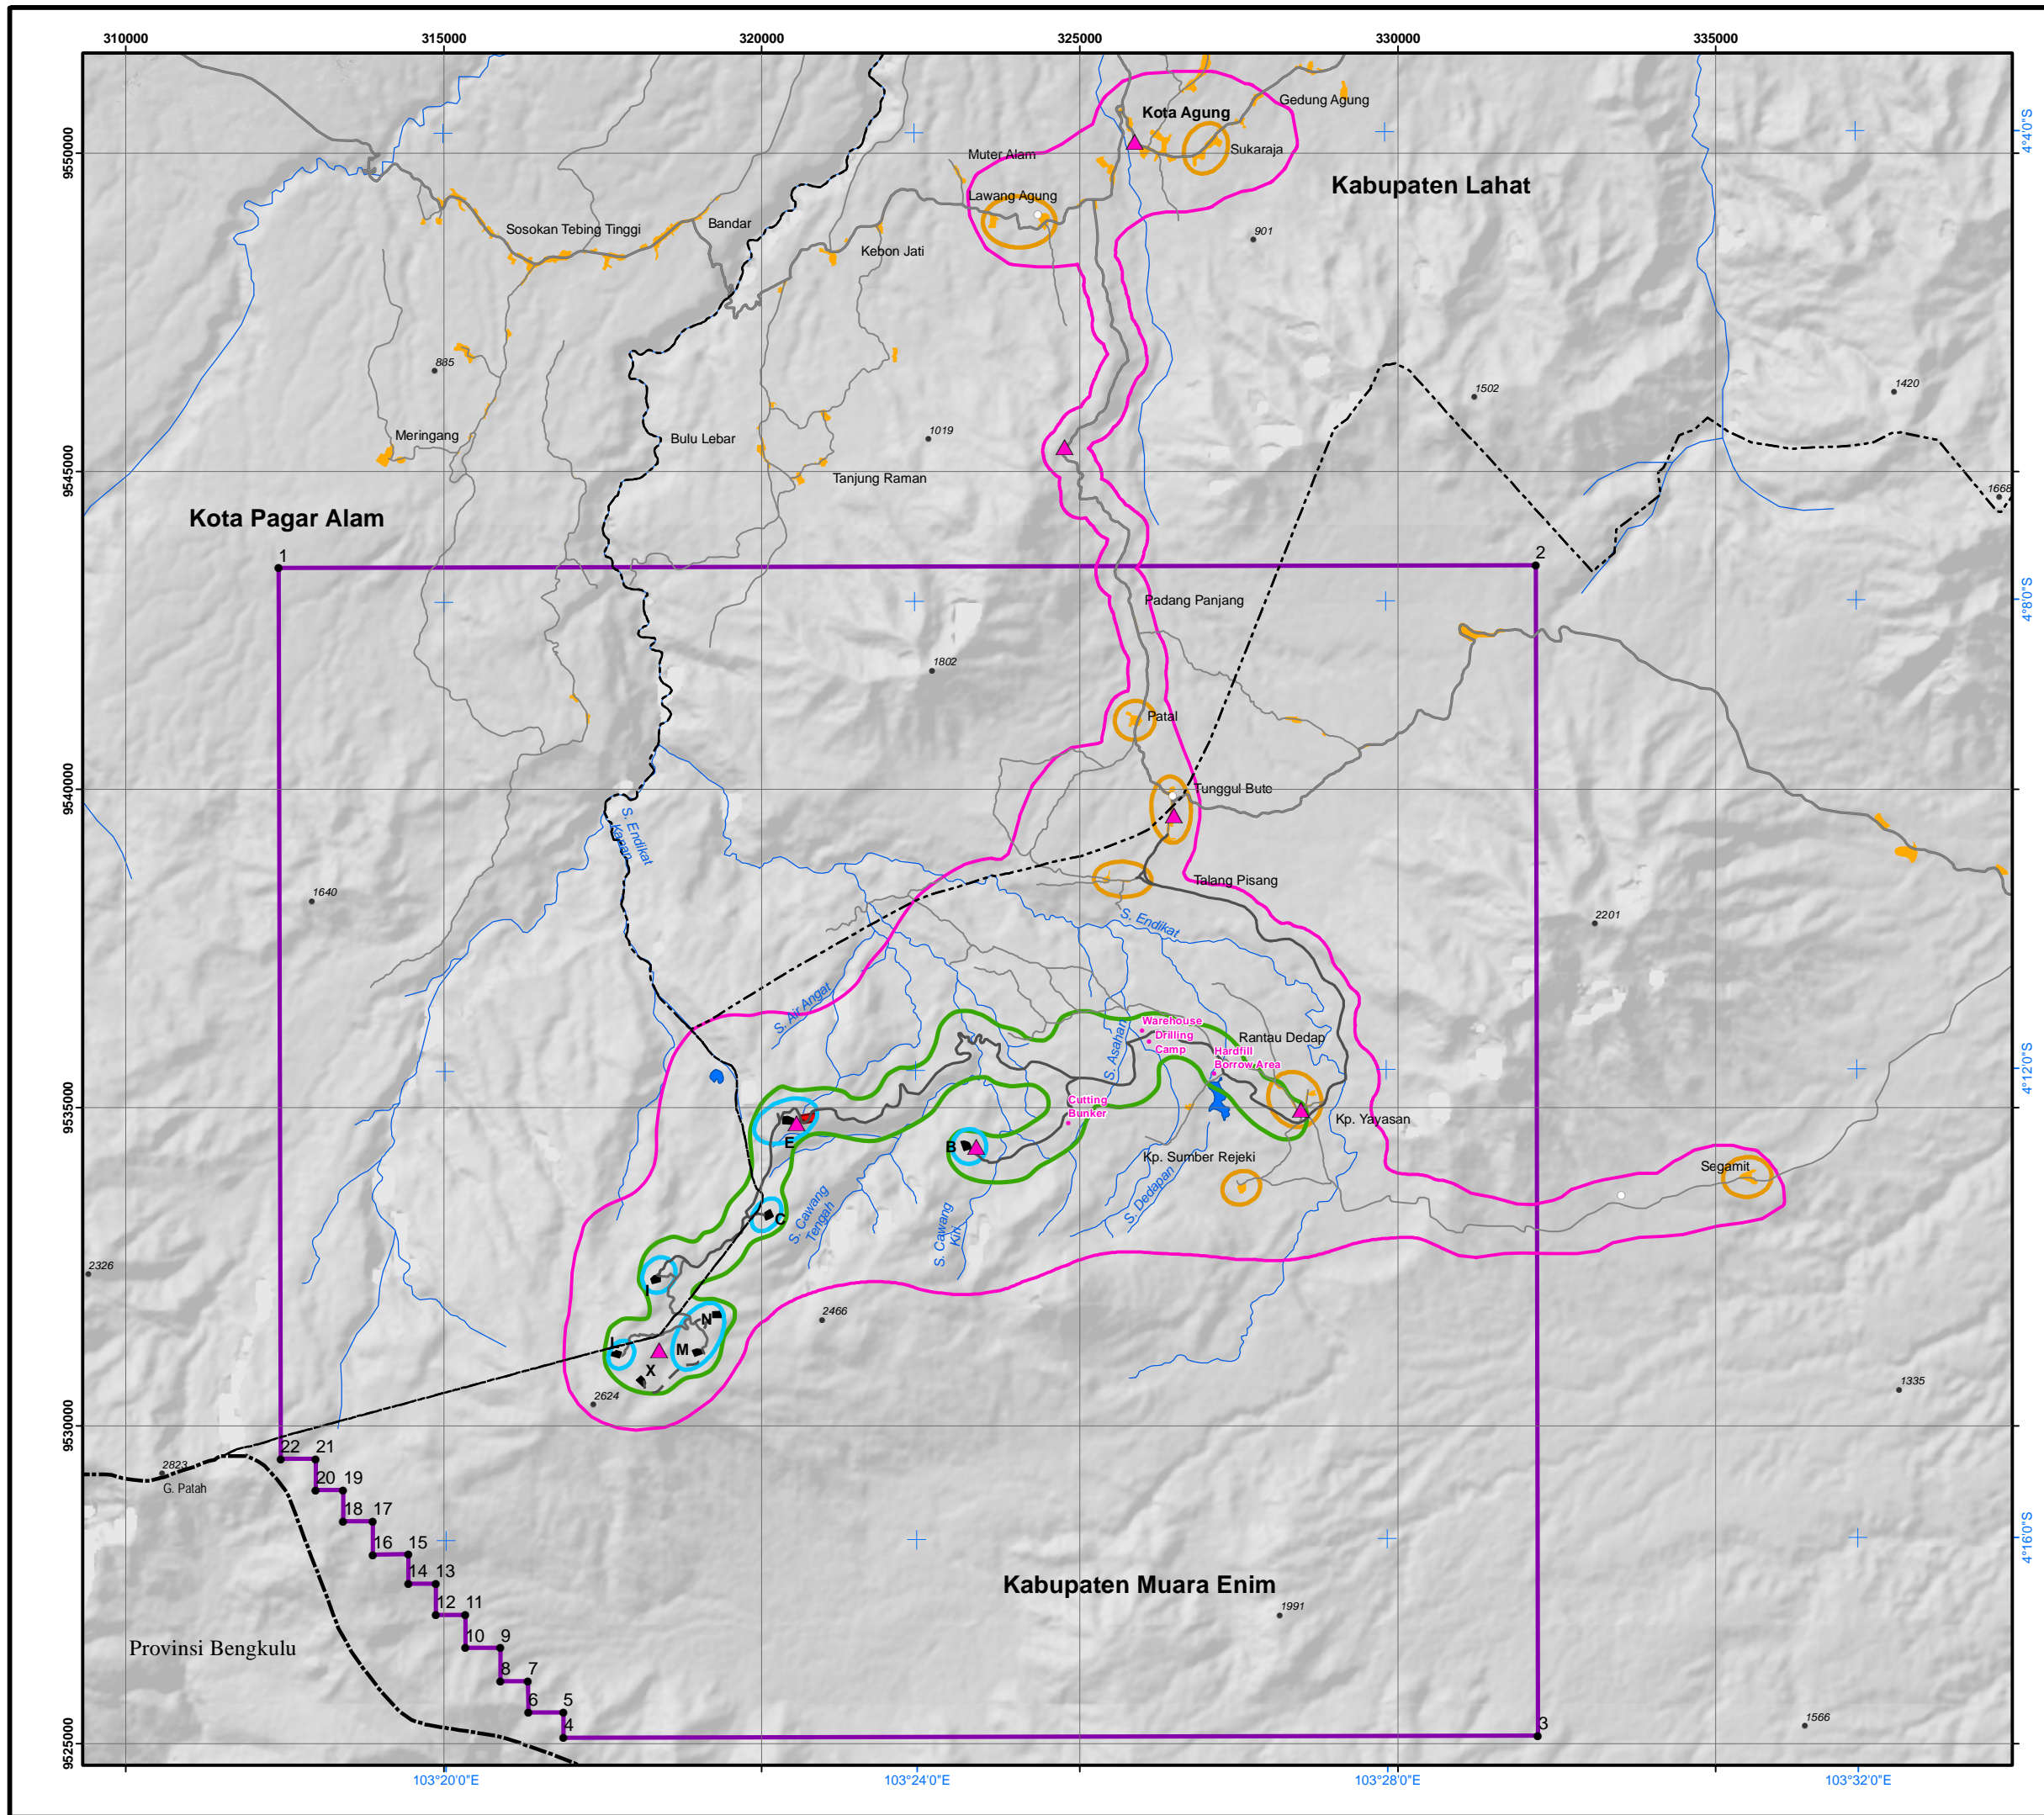 310000
315000
320000
325000
330000
335000
9550000
9545000
9540000
9535000
9530000
9525000
4°4'0"S
4°8'0"S
4°12'0"S
4°16'0"S
103°20'0"E
103°24'0"E
103°28'0"E
103°32'0"E
Gedung Agung
Kota Agung
Sukaraja
Muter Alam
Kabupaten Lahat
Lawang Agung
Bandar
Sosokan Tebing Tinggi
Kebon Jati
901
885
1502
1420
Meringang
Bulu Lebar
1019
Tanjung Raman
1668
Kota Pagar Alam
1
2
Padang Panjang
1802
Patal
Tunggul Bute
S. Endikat
Kanan
Talang Pisang
1640
2201
S. Endikat
S. Air Angat
Warehouse
Drilling
Camp
S. Asahan
Rantau Dedap
Hardfill
Borrow Area
Cutting
Bunker
Kp. Yayasan
E
B
Kp. Sumber Rejeki
Segamit
S. Dedapan
S. Cawang
Tengah
S. Cawang
Kiri
C
I
2326
2466
N
L
M
X
2624
1335
22
21
2823
G. Patah
20
19
18
17
16
15
14
13
12
11
10
9
8
7
6
5
4
3
Kabupaten Muara Enim
1991
Provinsi Bengkulu
1566